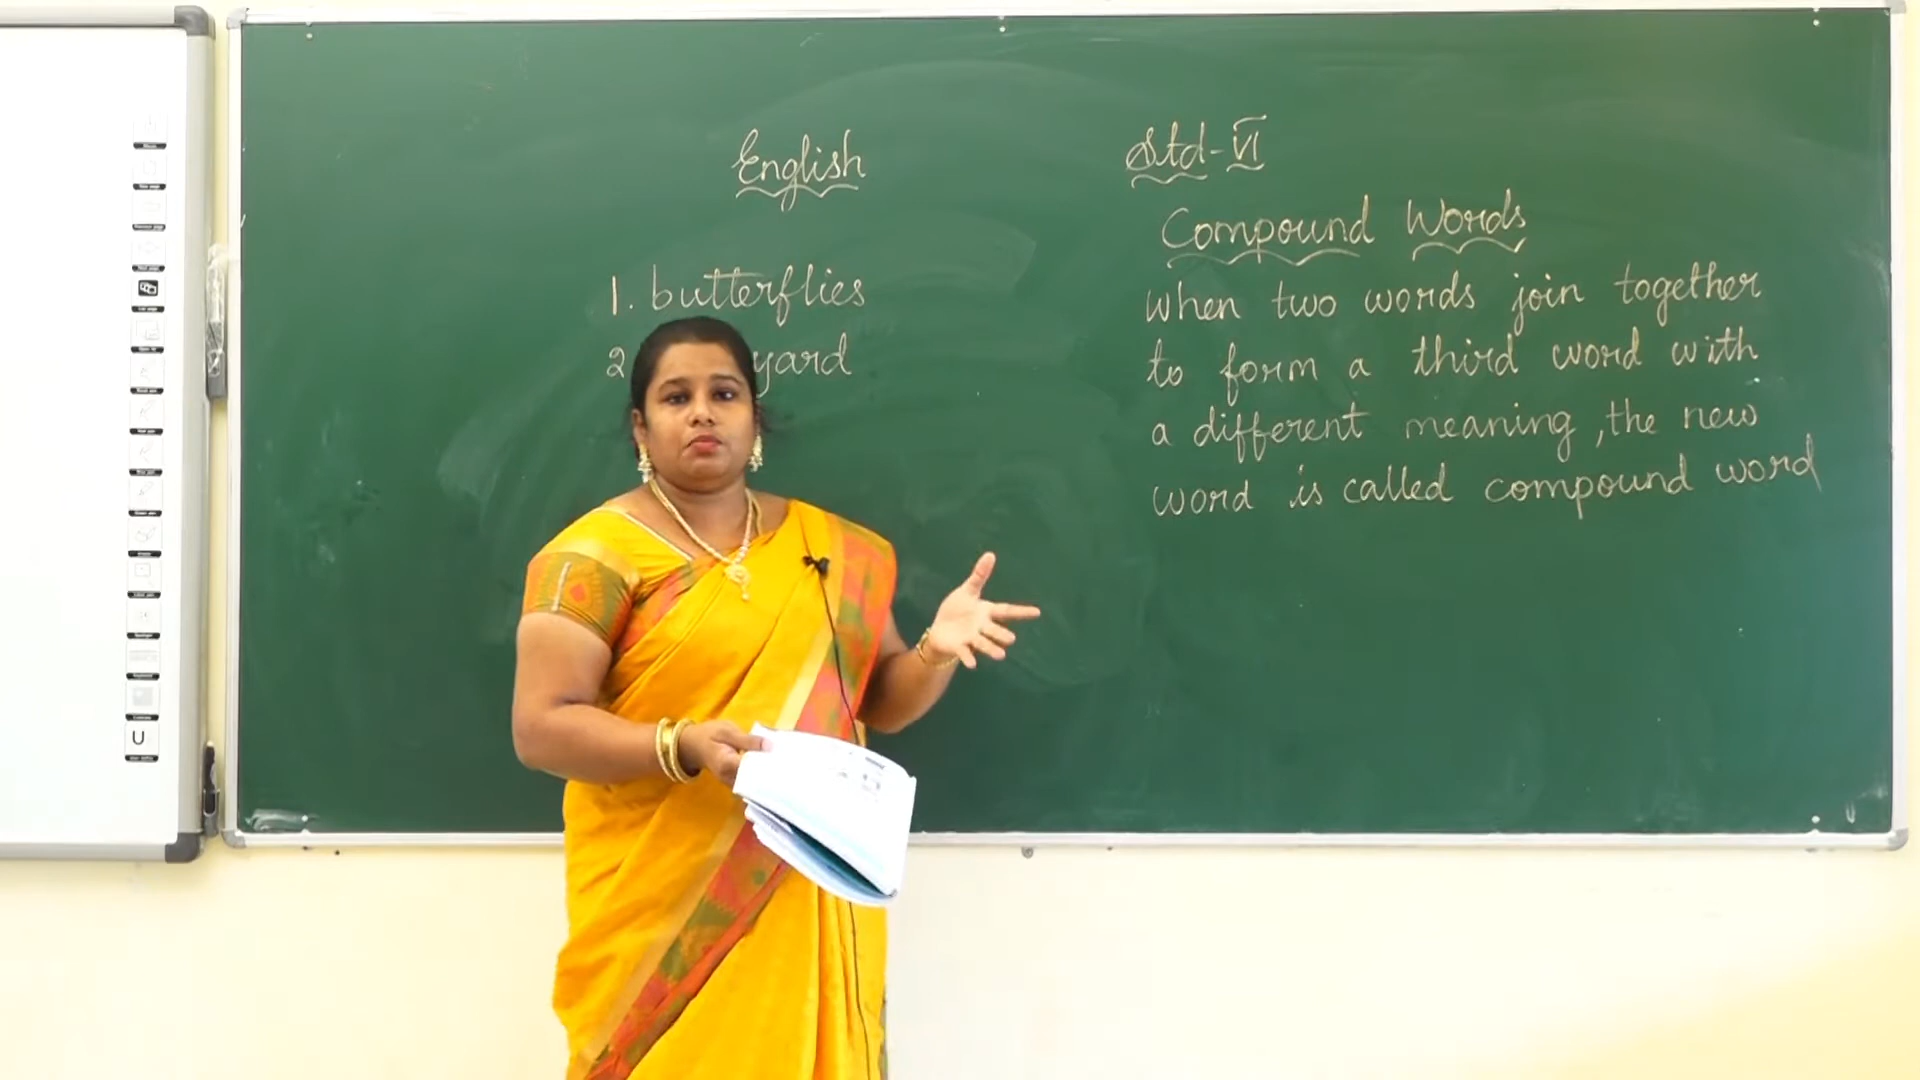 English
Std-VI
1. butterflies
2 yard
Compound Words
when two words join together
to form a third word with
a different meaning, the new
word is called compound word